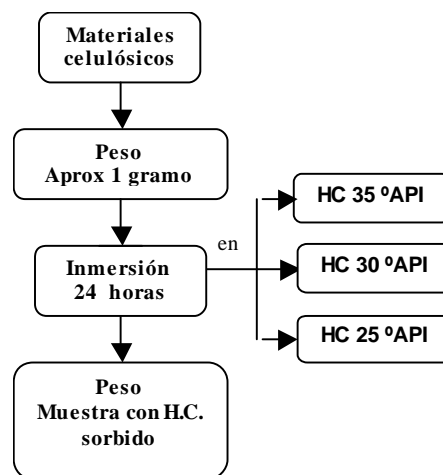 Materiales
celulósicos
Peso
Aprox 1 gramo
Inmersión
24 horas
en
HC 35 ºAPI
HC 30 ºAPI
HC 25 ºAPI
Peso
Muestra con H.C.
sorbido